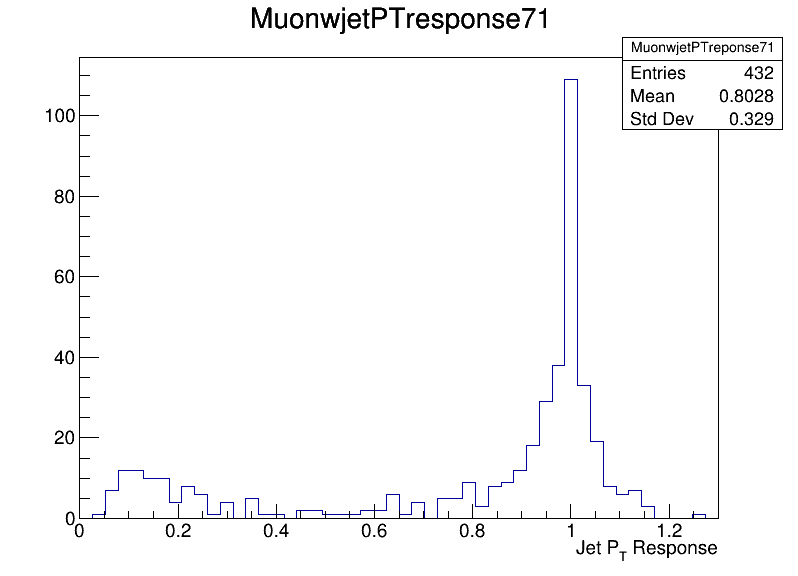 MuonwjetPTresponse71
MuonwjetPTreponse71
Entries 432
Mean 0.8028
Std Dev 0.329
100
80
60
40
20
0
0 0.2 0.4 0.6 0.8 1 1.2
Jet PT Response